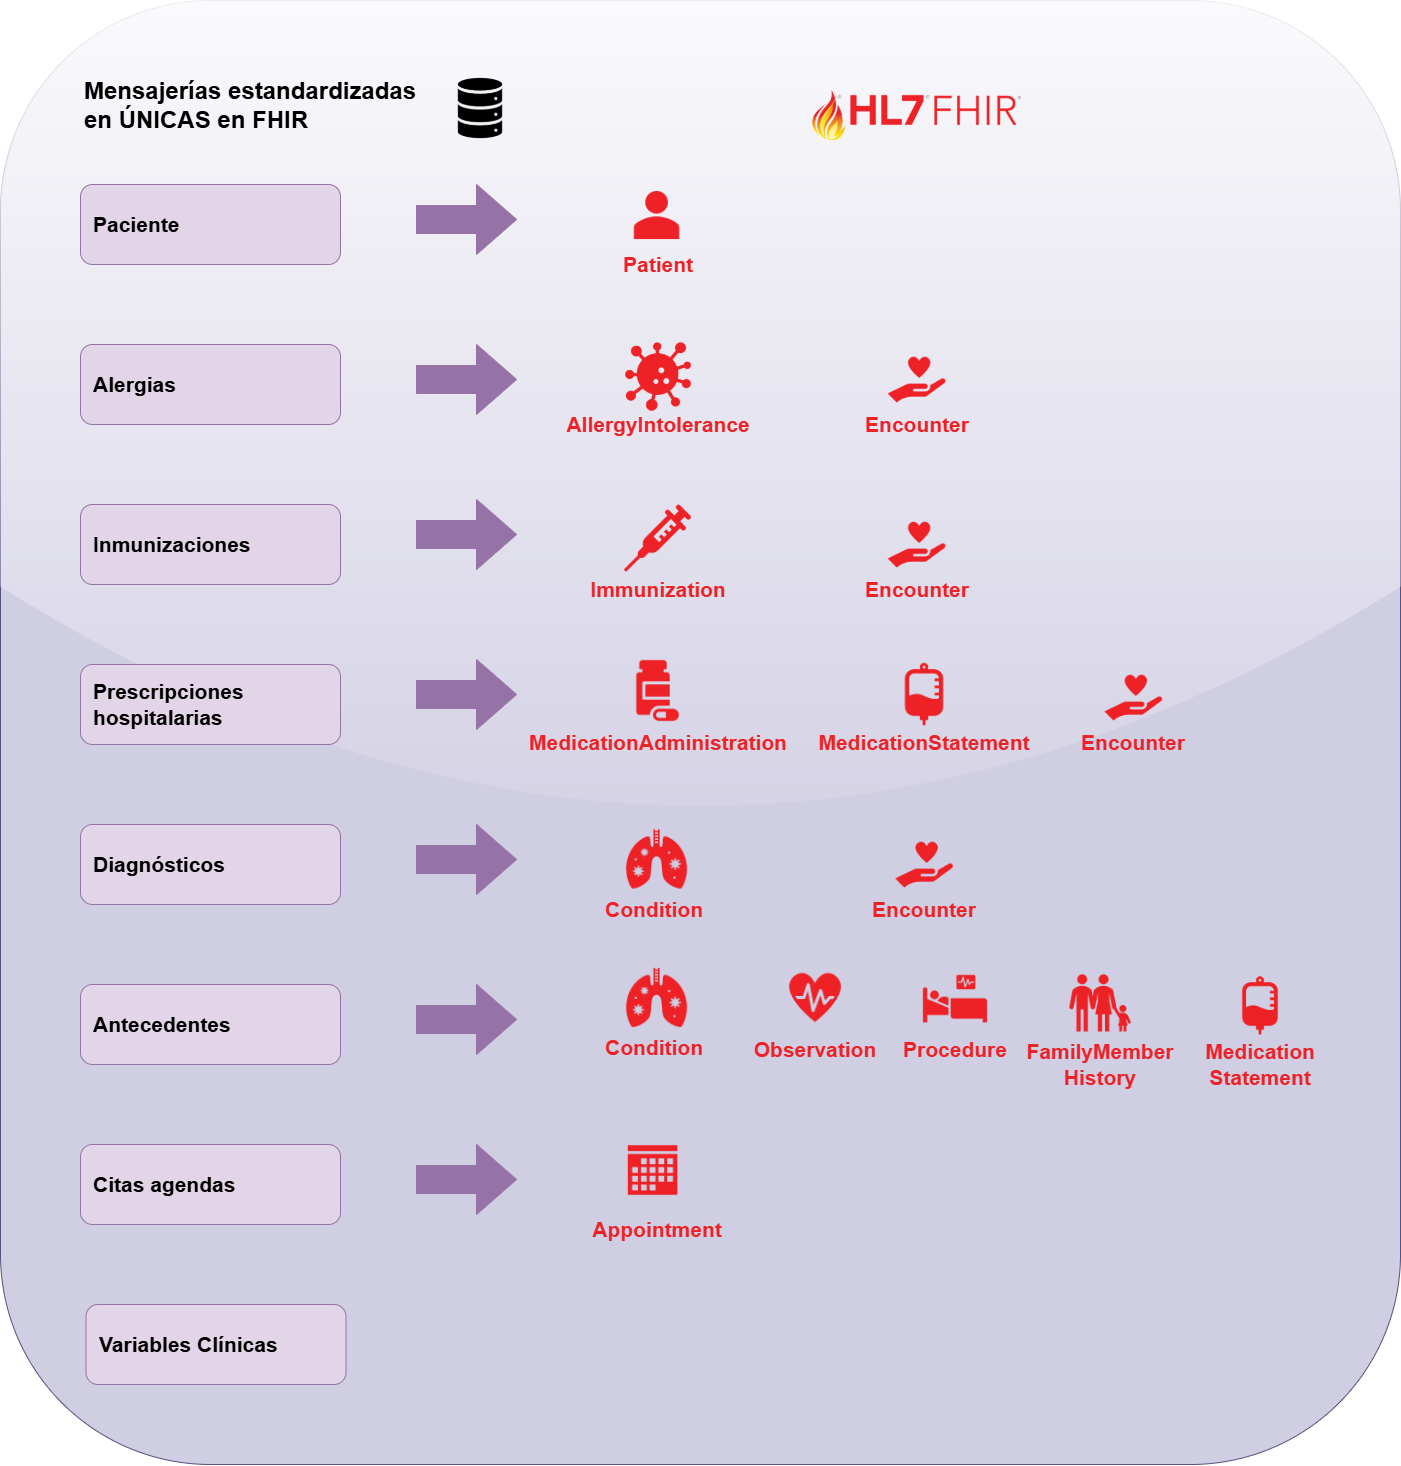 Mensajerías estandardizadas
en ÚNICAS en FHIR
HL7 FHIR®
Paciente
Patient
Alergias
AllergyIntolerance
Encounter
Inmunizaciones
Immunization
Encounter
Prescripciones
hospitalarias
MedicationAdministration
MedicationStatement
Encounter
Diagnósticos
Condition
Encounter
Antecedentes
Condition
Observation
Procedure
FamilyMember
History
Medication
Statement
Citas agendas
Appointment
Variables Clínicas